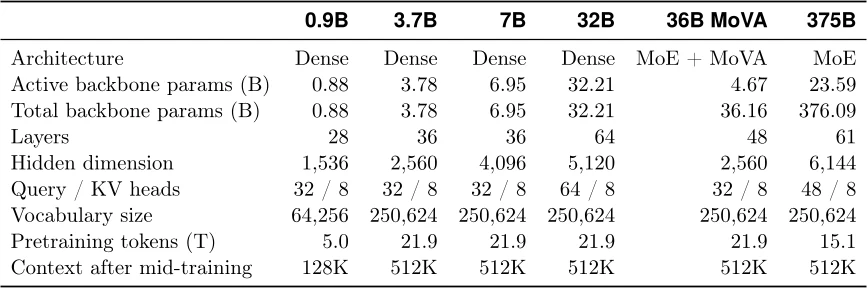 0.9B 3.7B 7B 32B 36B MoVA 375B
Architecture Dense Dense Dense Dense MoE + MoVA MoE
Active backbone params (B) 0.88 3.78 6.95 32.21 4.67 23.59
Total backbone params (B) 0.88 3.78 6.95 32.21 36.16 376.09
Layers 28 36 36 64 48 61
Hidden dimension 1,536 2,560 4,096 5,120 2,560 6,144
Query / KV heads 32 / 8 32 / 8 32 / 8 64 / 8 32 / 8 48 / 8
Vocabulary size 64,256 250,624 250,624 250,624 250,624 250,624
Pretraining tokens (T) 5.0 21.9 21.9 21.9 21.9 15.1
Context after mid-training 128K 512K 512K 512K 512K 512K